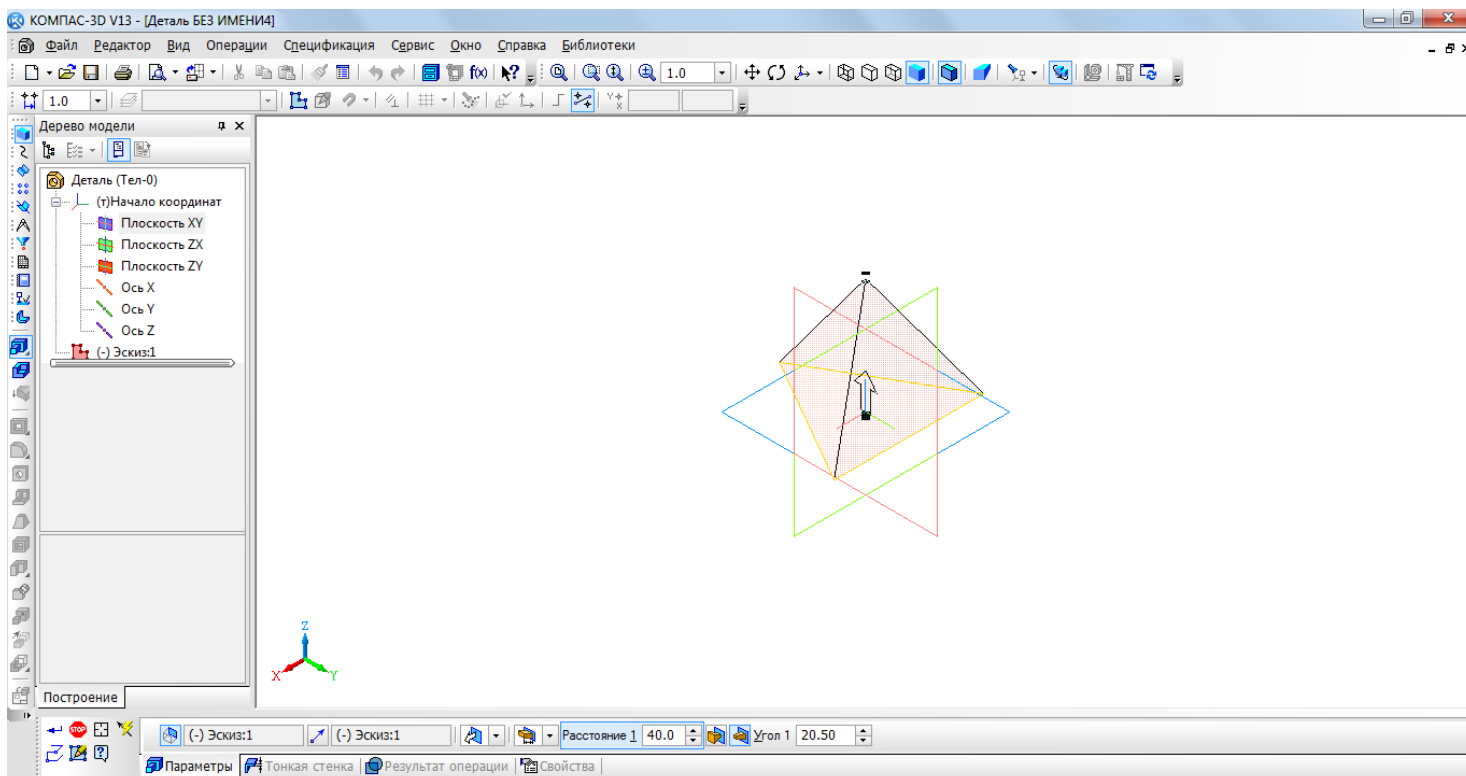 КОМПАС-3D V13 - [Деталь БЕЗ ИМЕНИ4]
Файл Редактор Вид Операции Спецификация Сервис Окно Справка Библиотеки
1.0
1.0
Дерево модели
Деталь (Тел-0)
(т)Начало координат
Плоскость XY
Плоскость ZX
Плоскость ZY
Ось X
Ось Y
Ось Z
(-) Эскиз:1
Z
X Y
Построение
(-) Эскиз:1 (-) Эскиз:1 Расстояние 1 40.0 Угол 1 20.50
Параметры Тонкая стенка Результат операции Свойства